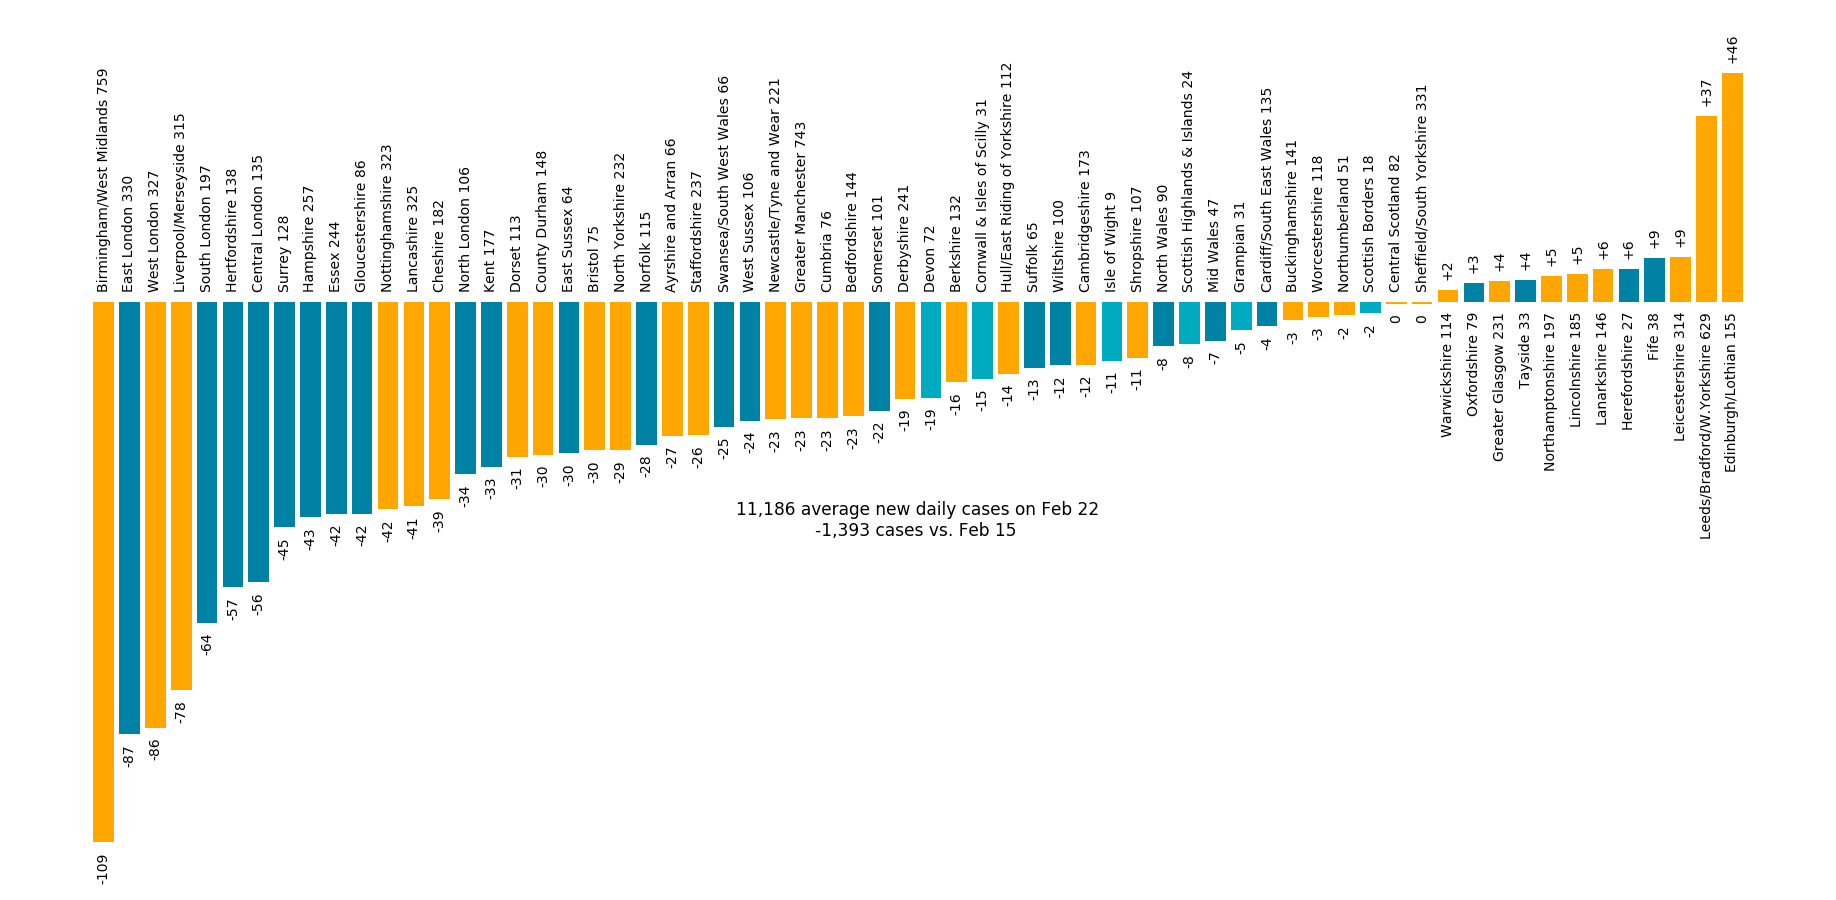 Birmingham/West Midlands 759
-109
East London 330
-87
West London 327
-86
Liverpool/Merseyside 315
-78
South London 197
-64
Hertfordshire 138
-57
Central London 135
-56
Surrey 128
-45
Hampshire 257
-43
Essex 244
-42
Gloucestershire 86
-42
Nottinghamshire 323
-42
Lancashire 325
-41
Cheshire 182
-39
North London 106
-34
Kent 177
-33
Dorset 113
-31
County Durham 148
-30
East Sussex 64
-30
Bristol 75
-30
North Yorkshire 232
-29
Norfolk 115
-28
Ayrshire and Arran 66
-27
Staffordshire 237
-26
Swansea/South West Wales 66
-25
West Sussex 106
-24
Newcastle/Tyne and Wear 221
-23
Greater Manchester 743
-23
Cumbria 76
-23
Bedfordshire 144
-23
Somerset 101
-22
Derbyshire 241
-19
Devon 72
-19
Berkshire 132
-16
Cornwall & Isles of Scilly 31
-15
Hull/East Riding of Yorkshire 112
-14
Suffolk 65
-13
Wiltshire 100
-12
Cambridgeshire 173
-12
Isle of Wight 9
-11
Shropshire 107
-11
North Wales 90
-8
Scottish Highlands & Islands 24
-8
Mid Wales 47
-7
Grampian 31
-5
Cardiff/South East Wales 135
-4
Buckinghamshire 141
-3
Worcestershire 118
-3
Northumberland 51
-2
Scottish Borders 18
-2
Central Scotland 82
0
Sheffield/South Yorkshire 331
0
+2
Warwickshire 114
+3
Oxfordshire 79
+4
Greater Glasgow 231
+4
Tayside 33
+5
Northamptonshire 197
+5
Lincolnshire 185
+6
Lanarkshire 146
+6
Herefordshire 27
+9
Fife 38
+9
Leicestershire 314
+37
Leeds/Bradford/W.Yorkshire 629
+46
Edinburgh/Lothian 155
11,186 average new daily cases on Feb 22
-1,393 cases vs. Feb 15